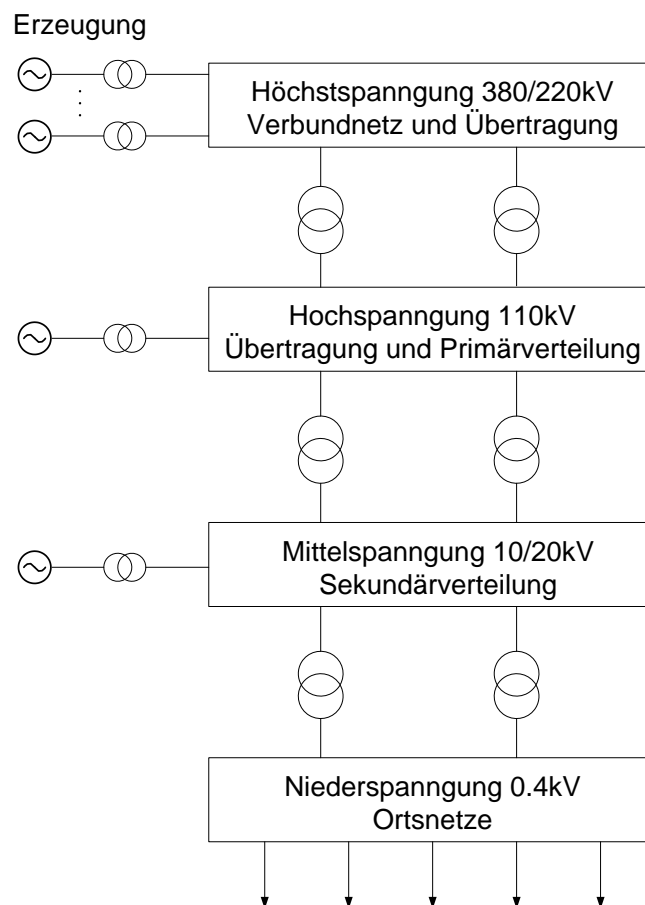 Erzeugung
Höchstspanngung 380/220kV
Verbundnetz und Übertragung
Hochspanngung 110kV
Übertragung und Primärverteilung
Mittelspanngung 10/20kV
Sekundärverteilung
Niederspanngung 0.4kV
Ortsnetze